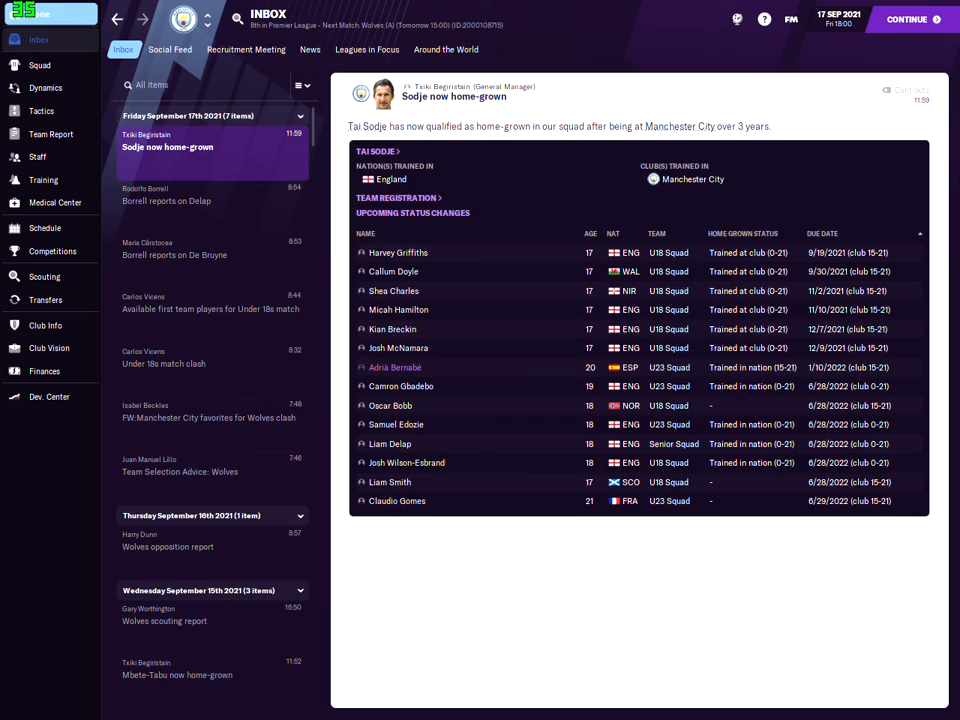 35
INBOX
8th in Premier League - Next Match: Wolves (A) (Tomorrow 15:00) (ID:2000108715)
FM
17 SEP 2021
Fri 18:00
CONTINUE
Inbox
Squad
Dynamics
Tactics
Team Report
Staff
Training
Medical Center
Schedule
Competitions
Scouting
Transfers
Club Info
Club Vision
Finances
Dev. Center
Inbox
Social Feed
Recruitment Meeting
News
Leagues in Focus
Around the World
All Items
Friday September 17th 2021 (7 items)
Txiki Begiristain 11:59
Sodje now home-grown
Rodolfo Borrell 8:54
Borrell reports on Delap
Maria Cârstocea 8:53
Borrell reports on De Bruyne
Carlos Vicens 8:44
Available first team players for Under 18s match
Carlos Vicens 8:32
Under 18s match clash
Isabel Beckles 7:48
FW:Manchester City favorites for Wolves clash
Juan Manuel Lillo 7:46
Team Selection Advice: Wolves
Thursday September 16th 2021 (1 item)
Harry Dunn 8:57
Wolves opposition report
Wednesday September 15th 2021 (3 items)
Gary Worthington 16:50
Wolves scouting report
Txiki Begiristain 11:52
Mbete-Tabu now home-grown
Txiki Begiristain (General Manager)
Sodje now home-grown
Contracts
11:59
Tai Sodje has now qualified as home-grown in our squad after being at Manchester City over 3 years.
TAI SODJE >
NATION(S) TRAINED IN CLUB(S) TRAINED IN
England Manchester City
TEAM REGISTRATION >
UPCOMING STATUS CHANGES
NAME AGE NAT TEAM HOME GROWN STATUS DUE DATE
Harvey Griffiths 17 ENG U18 Squad Trained at club (0-21) 9/19/2021 (club 15-21)
Callum Doyle 17 WAL U18 Squad Trained at club (0-21) 9/30/2021 (club 15-21)
Shea Charles 17 NIR U18 Squad Trained at club (0-21) 11/2/2021 (club 15-21)
Micah Hamilton 17 ENG U18 Squad Trained at club (0-21) 11/10/2021 (club 15-21)
Kian Breckin 17 ENG U18 Squad Trained at club (0-21) 12/7/2021 (club 15-21)
Josh McNamara 17 ENG U18 Squad Trained at club (0-21) 12/9/2021 (club 15-21)
Adrià Bernabé 20 ESP U23 Squad Trained in nation (15-21) 1/10/2022 (club 15-21)
Camron Gbadebo 19 ENG U23 Squad Trained in nation (0-21) 6/28/2022 (club 0-21)
Oscar Bobb 18 NOR U18 Squad - 6/28/2022 (club 15-21)
Samuel Edozie 18 ENG U23 Squad Trained in nation (0-21) 6/28/2022 (club 0-21)
Liam Delap 18 ENG Senior Squad Trained in nation (0-21) 6/28/2022 (club 0-21)
Josh Wilson-Esbrand 18 ENG U18 Squad Trained in nation (0-21) 6/28/2022 (club 0-21)
Liam Smith 17 SCO U18 Squad - 6/28/2022 (club 15-21)
Claudio Gomes 21 FRA U23 Squad - 6/29/2022 (club 15-21)